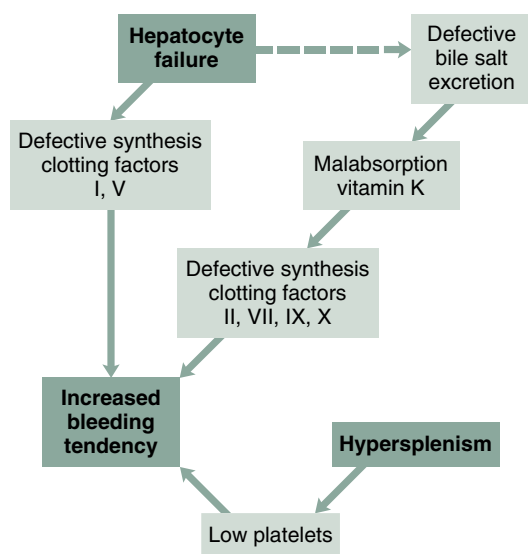 Hepatocyte
failure
Defective
bile salt
excretion
Defective synthesis
clotting factors
I, V
Malabsorption
vitamin K
Defective synthesis
clotting factors
II, VII, IX, X
Increased
bleeding
tendency
Hypersplenism
Low platelets